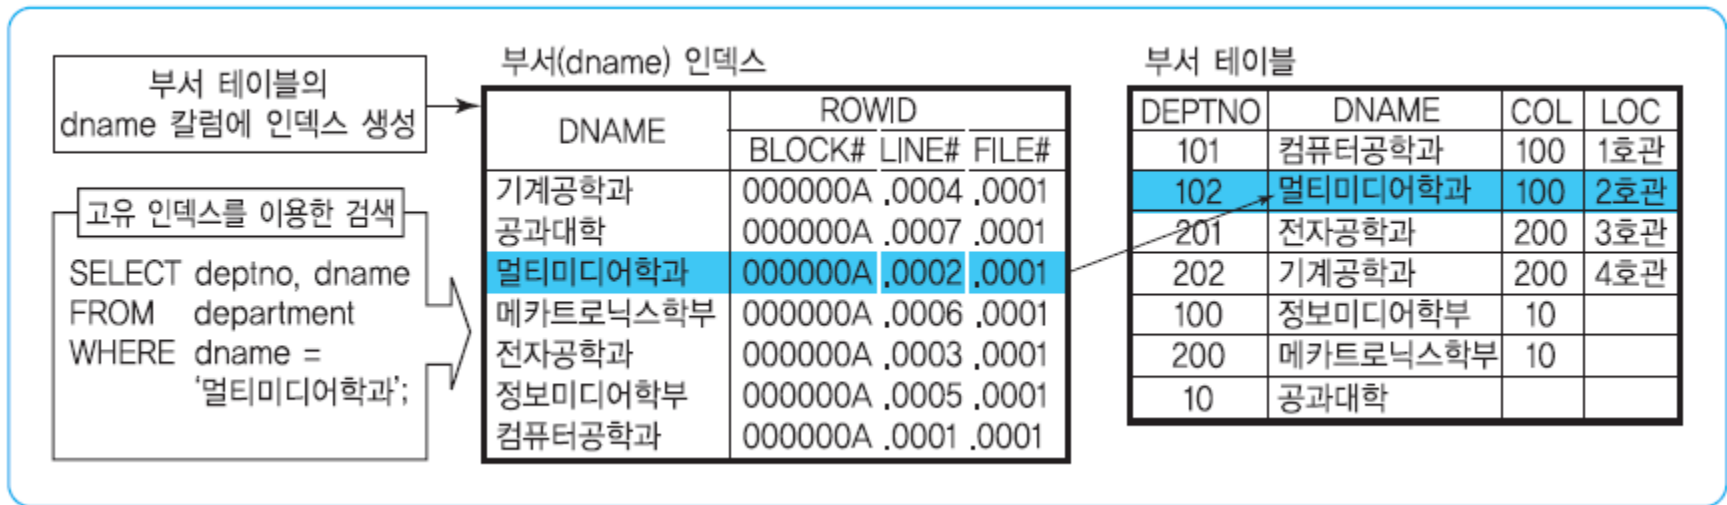 부서 테이블의
dname 칼럼에 인덱스 생성
고유 인덱스를 이용한 검색
SELECT deptno, dname
FROM department
WHERE dname =
'멀티미디어학과';
부서(dname) 인덱스
DNAME ROWID
BLOCK# LINE# FILE#
기계공학과 000000A .0004 .0001
공과대학 000000A .0007 .0001
멀티미디어학과 000000A .0002 .0001
메카트로닉스학부 000000A .0006 .0001
전자공학과 000000A .0003 .0001
정보미디어학부 000000A .0005 .0001
컴퓨터공학과 000000A .0001 .0001
부서 테이블
DEPTNO DNAME COL LOC
101 컴퓨터공학과 100 1호관
102 멀티미디어학과 100 2호관
201 전자공학과 200 3호관
202 기계공학과 200 4호관
100 정보미디어학부 10
200 메카트로닉스학부 10
10 공과대학